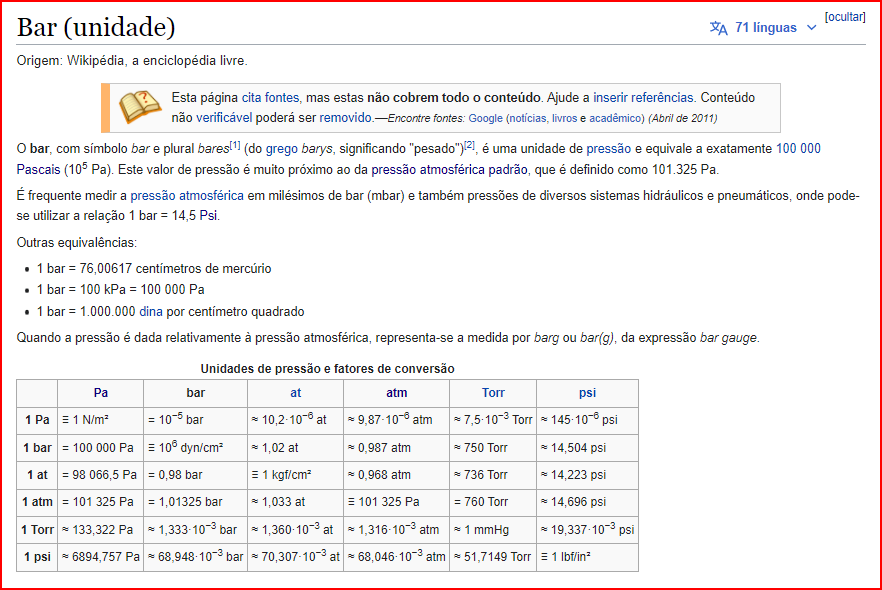 Bar (unidade)
71 línguas
[ocultar]
Origem: Wikipédia, a enciclopédia livre.
Esta página cita fontes, mas estas não cobrem todo o conteúdo. Ajude a inserir referências. Conteúdo
não verificável poderá ser removido.—Encontre fontes: Google (notícias, livros e acadêmico) (Abril de 2011)
O bar, com símbolo bar e plural bares[1] (do grego barys, significando "pesado")[2], é uma unidade de pressão e equivale a exatamente 100 000
Pascais (10⁵ Pa). Este valor de pressão é muito próximo ao da pressão atmosférica padrão, que é definido como 101.325 Pa.
É frequente medir a pressão atmosférica em milésimos de bar (mbar) e também pressões de diversos sistemas hidráulicos e pneumáticos, onde pode-
se utilizar a relação 1 bar = 14,5 Psi.
Outras equivalências:
• 1 bar = 76,00617 centímetros de mercúrio
• 1 bar = 100 kPa = 100 000 Pa
• 1 bar = 1.000.000 dina por centímetro quadrado
Quando a pressão é dada relativamente à pressão atmosférica, representa-se a medida por barg ou bar(g), da expressão bar gauge.
Unidades de pressão e fatores de conversão
Pa bar at atm Torr psi
1 Pa ≡ 1 N/m² = 10⁻⁵ bar ≈ 10,2·10⁻⁶ at ≈ 9,87·10⁻⁶ atm ≈ 7,5·10⁻³ Torr ≈ 145·10⁻⁶ psi
1 bar = 100 000 Pa ≡ 10⁶ dyn/cm² ≈ 1,02 at ≈ 0,987 atm ≈ 750 Torr ≈ 14,504 psi
1 at = 98 066,5 Pa = 0,98 bar ≡ 1 kgf/cm² ≈ 0,968 atm ≈ 736 Torr ≈ 14,223 psi
1 atm = 101 325 Pa = 1,01325 bar ≈ 1,033 at ≡ 101 325 Pa = 760 Torr ≈ 14,696 psi
1 Torr ≈ 133,322 Pa ≈ 1,333·10⁻³ bar ≈ 1,360·10⁻³ at ≈ 1,316·10⁻³ atm ≈ 1 mmHg ≈ 19,337·10⁻³ psi
1 psi ≈ 6894,757 Pa ≈ 68,948·10⁻³ bar ≈ 70,307·10⁻³ at ≈ 68,046·10⁻³ atm ≈ 51,7149 Torr ≡ 1 lbf/in²